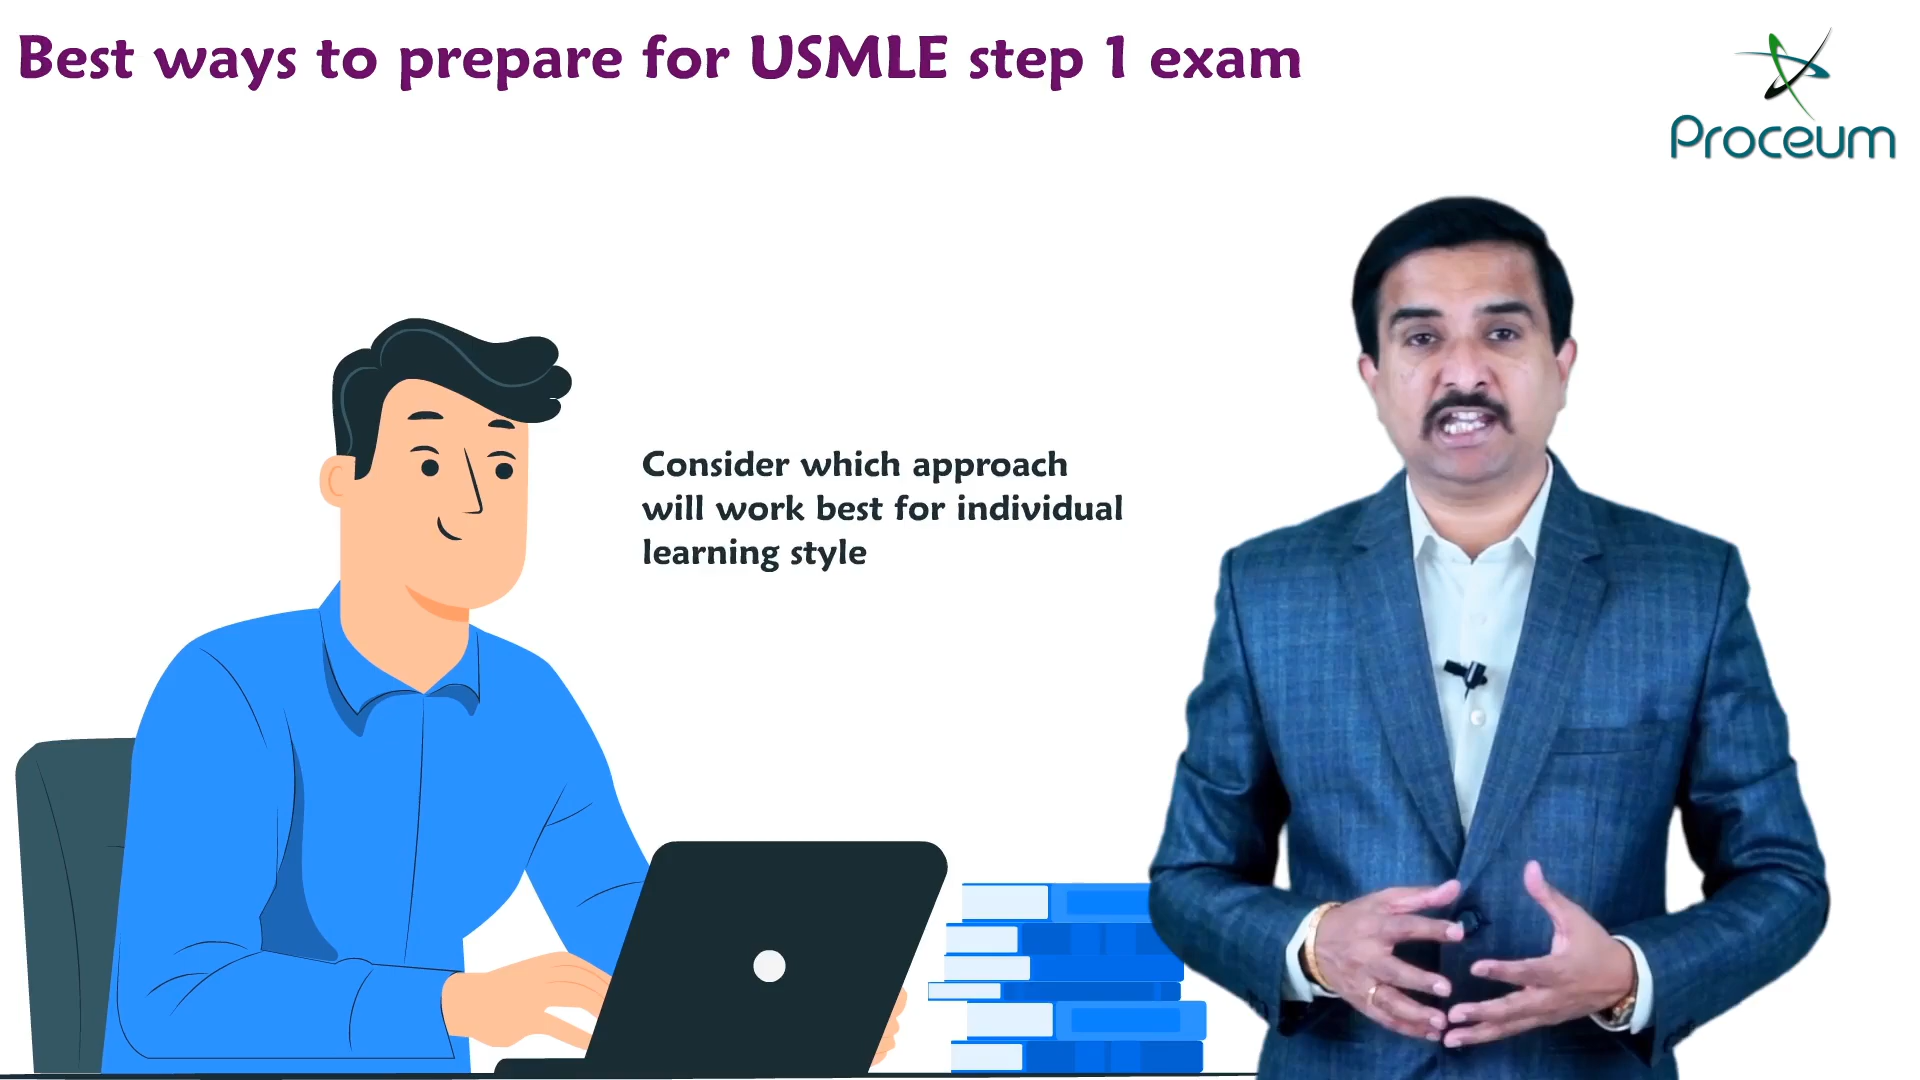 Best ways to prepare for USMLE step 1 exam
Proceum
Consider which approach
will work best for individual
learning style